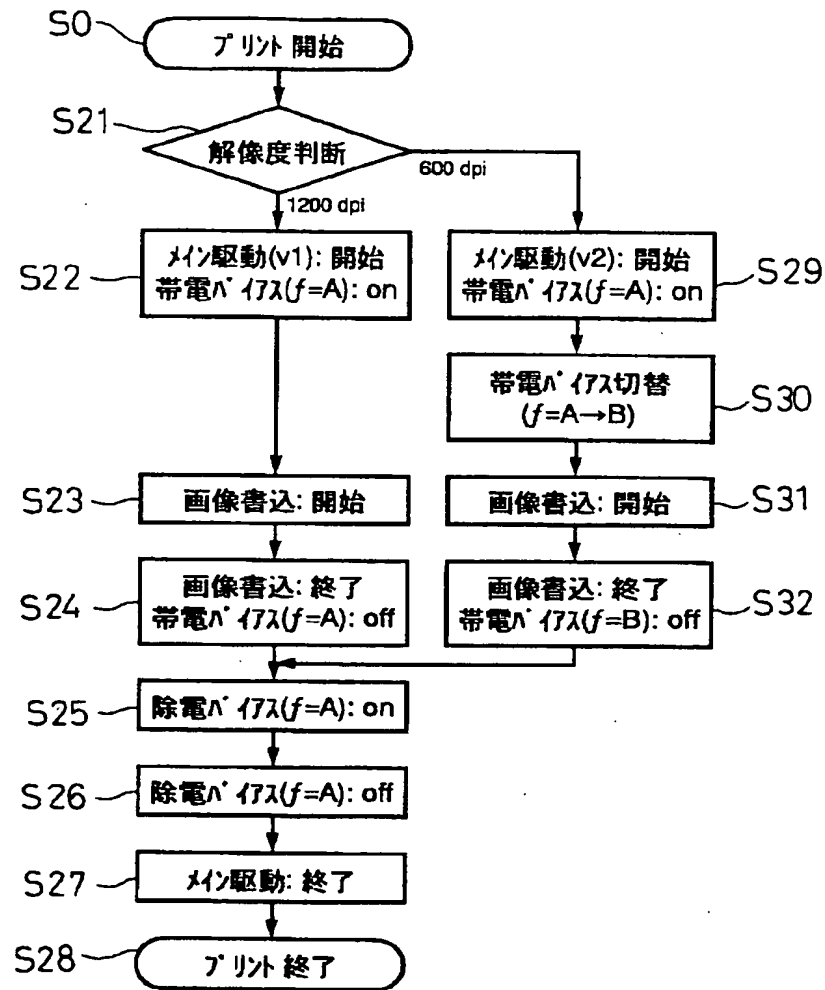 S0
プリント 開始
S21
解像度判断
600 dpi
1200 dpi
S22
メイン駆動(v1): 開始
帯電バイアス(f=A): on
メイン駆動(v2): 開始
帯電バイアス(f=A): on
S29
帯電バイアス切替
(f=A→B)
S30
S23
画像書込: 開始
画像書込: 開始
S31
S24
画像書込: 終了
帯電バイアス(f=A): off
画像書込: 終了
帯電バイアス(f=B): off
S32
S25
除電バイアス(f=A): on
S26
除電バイアス(f=A): off
S27
メイン駆動: 終了
S28
プリント 終了